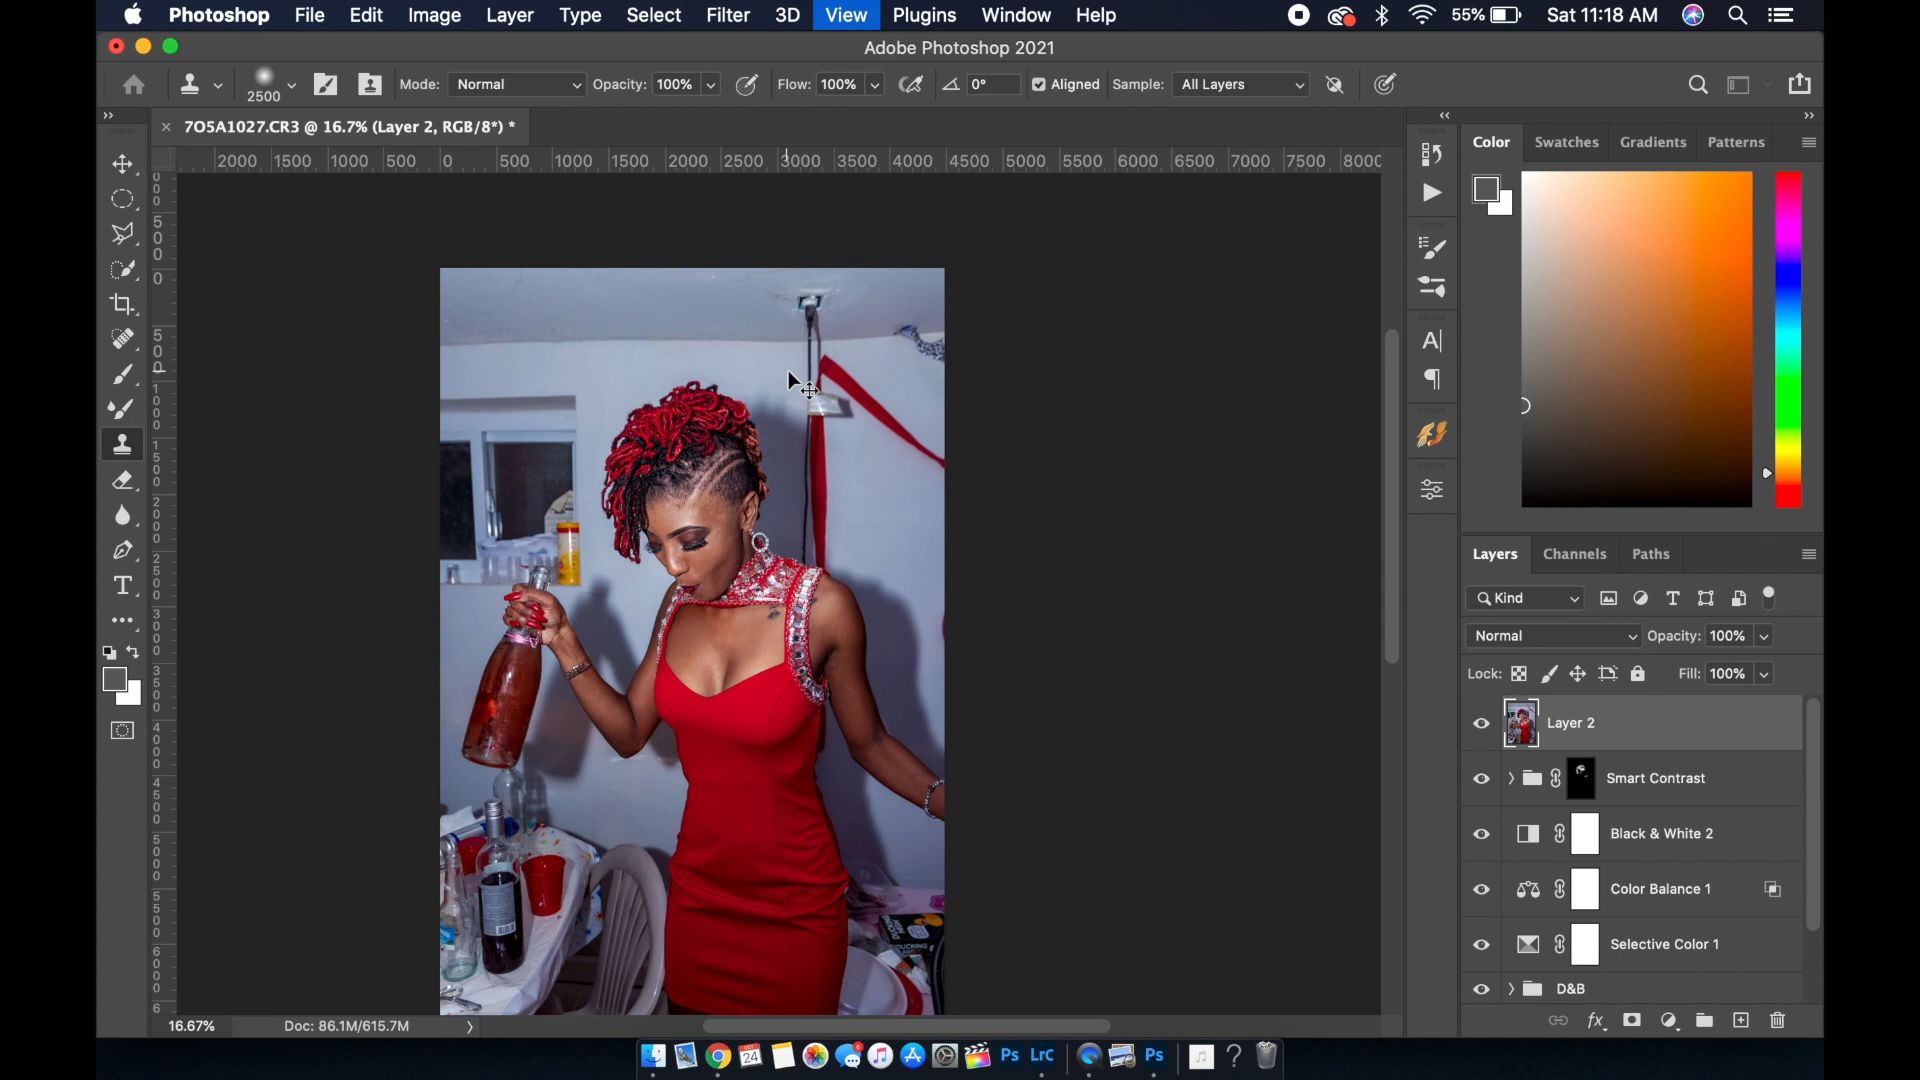 Photoshop File Edit Image Layer Type Select Filter 3D View Plugins Window Help 55% Sat 11:18 AM
Adobe Photoshop 2021
2500 Mode: Normal Opacity: 100% Flow: 100% 0° Aligned Sample: All Layers
7O5A1027.CR3 @ 16.7% (Layer 2, RGB/8*) *
2000 1500 1000 500 0 500 1000 1500 2000 2500 3000 3500 4000 4500 5000 5500 6000 6500 7000 7500 8000
Color Swatches Gradients Patterns
Layers Channels Paths
Kind
Normal Opacity: 100%
Lock: Fill: 100%
Layer 2
Smart Contrast
Black & White 2
Color Balance 1
Selective Color 1
D&B
16.67% Doc: 86.1M/615.7M
OCT 24 Ps LrC Ps